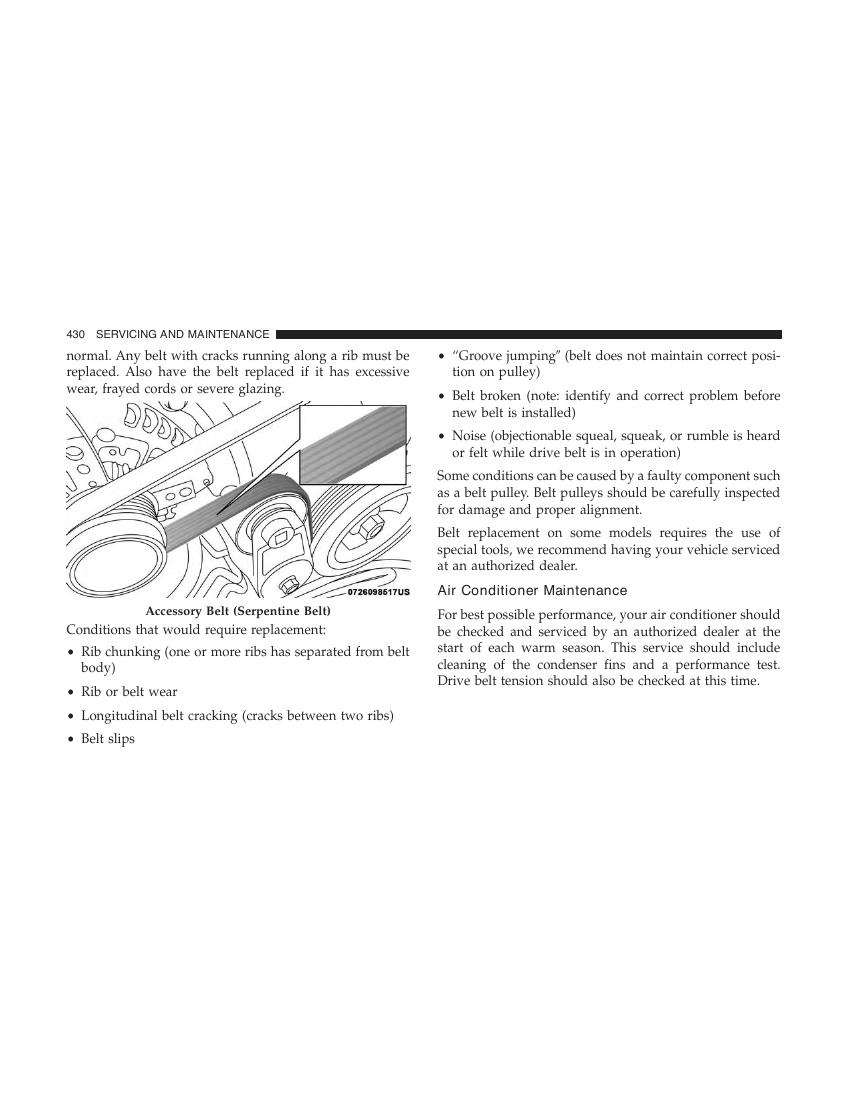 430 SERVICING AND MAINTENANCE
normal. Any belt with cracks running along a rib must be
replaced. Also have the belt replaced if it has excessive
wear, frayed cords or severe glazing.
0726098517US
Accessory Belt (Serpentine Belt)
Conditions that would require replacement:
• Rib chunking (one or more ribs has separated from belt
body)
• Rib or belt wear
• Longitudinal belt cracking (cracks between two ribs)
• Belt slips
• “Groove jumping” (belt does not maintain correct posi-
tion on pulley)
• Belt broken (note: identify and correct problem before
new belt is installed)
• Noise (objectionable squeal, squeak, or rumble is heard
or felt while drive belt is in operation)
Some conditions can be caused by a faulty component such
as a belt pulley. Belt pulleys should be carefully inspected
for damage and proper alignment.
Belt replacement on some models requires the use of
special tools, we recommend having your vehicle serviced
at an authorized dealer.
Air Conditioner Maintenance
For best possible performance, your air conditioner should
be checked and serviced by an authorized dealer at the
start of each warm season. This service should include
cleaning of the condenser fins and a performance test.
Drive belt tension should also be checked at this time.